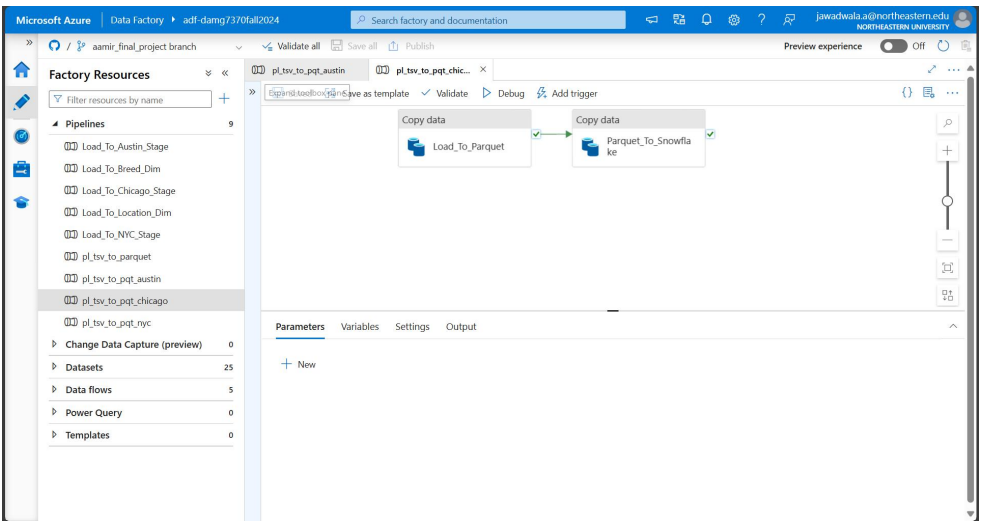 Microsoft Azure | Data Factory ▸ adf-damg7370fall2024
Search factory and documentation
jawadwala.a@northeastern.edu
NORTHEASTERN UNIVERSITY
» / aamir_final_project branch
Validate all Save all Publish
Preview experience Off
Factory Resources
Filter resources by name
Pipelines 9
Load_To_Austin_Stage
Load_To_Breed_Dim
Load_To_Chicago_Stage
Load_To_Location_Dim
Load_To_NYC_Stage
pl_tsv_to_parquet
pl_tsv_to_pqt_austin
pl_tsv_to_pqt_chicago
pl_tsv_to_pqt_nyc
Change Data Capture (preview) 0
Datasets 25
Data flows 5
Power Query 0
Templates 0
pl_tsv_to_pqt_austin
pl_tsv_to_pqt_chic...
Expand toolbox pane
Save as template Validate Debug Add trigger
Copy data
Load_To_Parquet
Copy data
Parquet_To_Snowfla
ke
Parameters Variables Settings Output
New